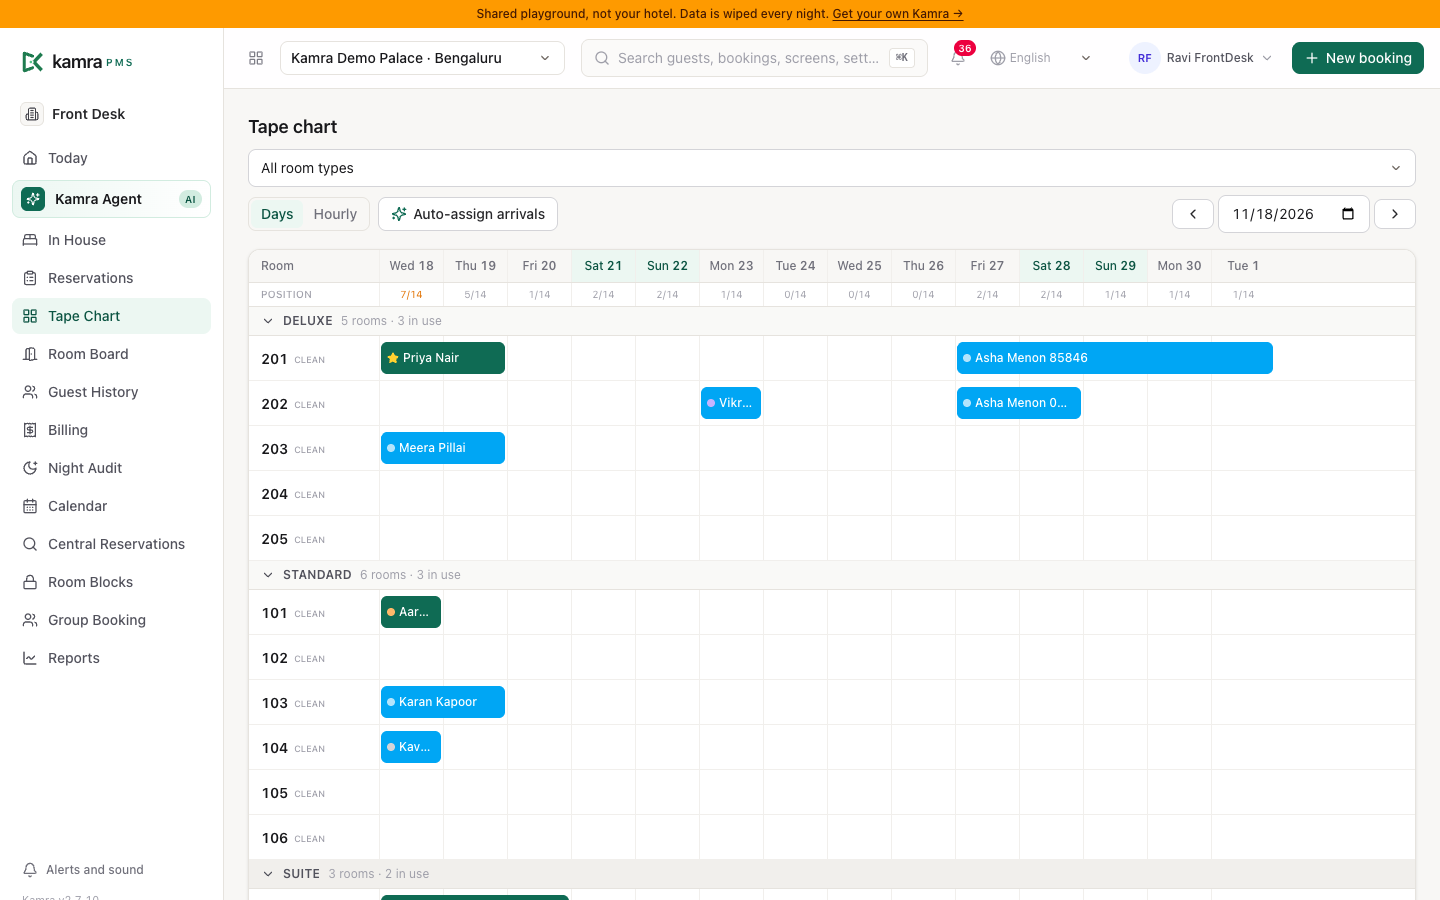 Shared playground, not your hotel. Data is wiped every night. Get your own Kamra →
kamra PMS
Kamra Demo Palace · Bengaluru
Search guests, bookings, screens, sett...
⌘K
36
English
RF
Ravi FrontDesk
+ New booking
Front Desk
Today
Kamra Agent AI
In House
Reservations
Tape Chart
Room Board
Guest History
Billing
Night Audit
Calendar
Central Reservations
Room Blocks
Group Booking
Reports
Alerts and sound
Tape chart
All room types
Days Hourly
Auto-assign arrivals
11/18/2026
Room Wed 18 Thu 19 Fri 20 Sat 21 Sun 22 Mon 23 Tue 24 Wed 25 Thu 26 Fri 27 Sat 28 Sun 29 Mon 30 Tue 1
POSITION 7/14 5/14 1/14 2/14 2/14 1/14 0/14 0/14 0/14 2/14 2/14 1/14 1/14 1/14
DELUXE 5 rooms · 3 in use
201 CLEAN Priya Nair Asha Menon 85846
202 CLEAN Vikr... Asha Menon 0...
203 CLEAN Meera Pillai
204 CLEAN
205 CLEAN
STANDARD 6 rooms · 3 in use
101 CLEAN Aar...
102 CLEAN
103 CLEAN Karan Kapoor
104 CLEAN Kav...
105 CLEAN
106 CLEAN
SUITE 3 rooms · 2 in use